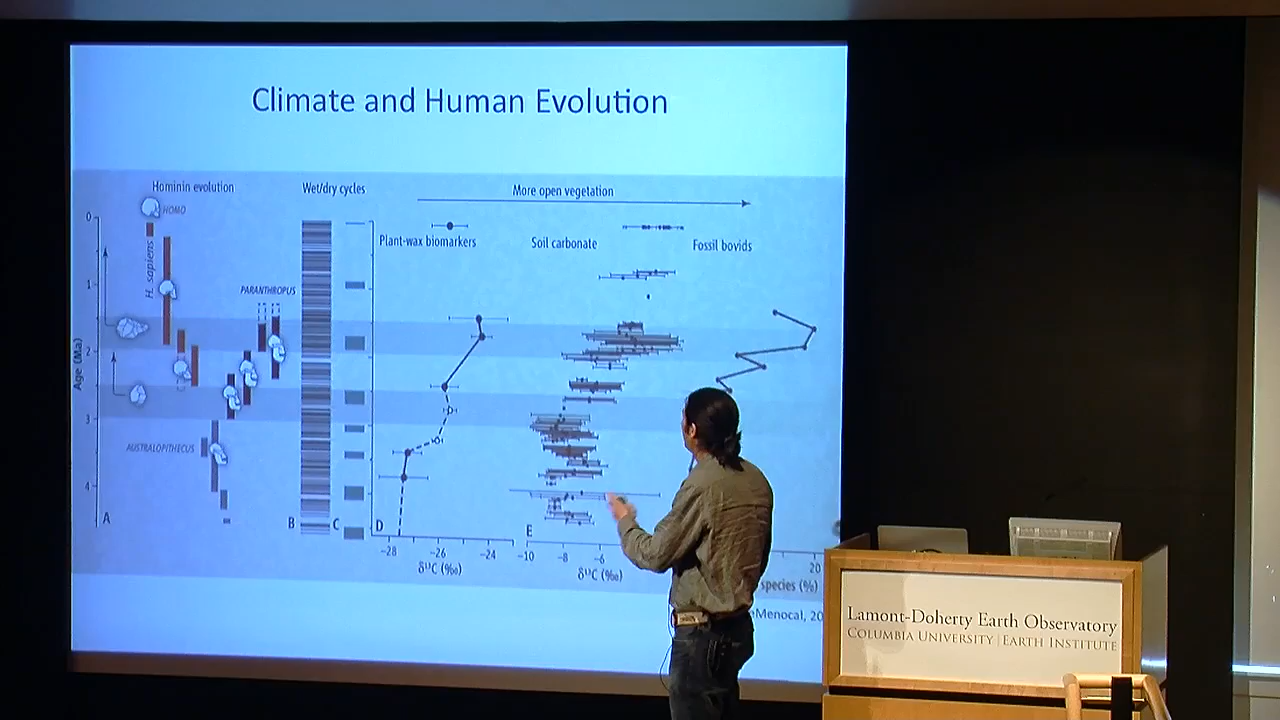 Climate and Human Evolution
Hominin evolution
Wet/dry cycles
More open vegetation
HOMO
Plant-wax biomarkers
Soil carbonate
Fossil bovids
H. sapiens
PARANTHROPUS
AUSTRALOPITHECUS
Age (Ma)
0
1
2
3
4
A
B
C
D
E
−28
−26
−24
−10
−8
−6
20
δ¹³C (‰)
δ¹³C (‰)
species (%)
Menocal, 20
Lamont-Doherty Earth Observatory
COLUMBIA UNIVERSITY | EARTH INSTITUTE